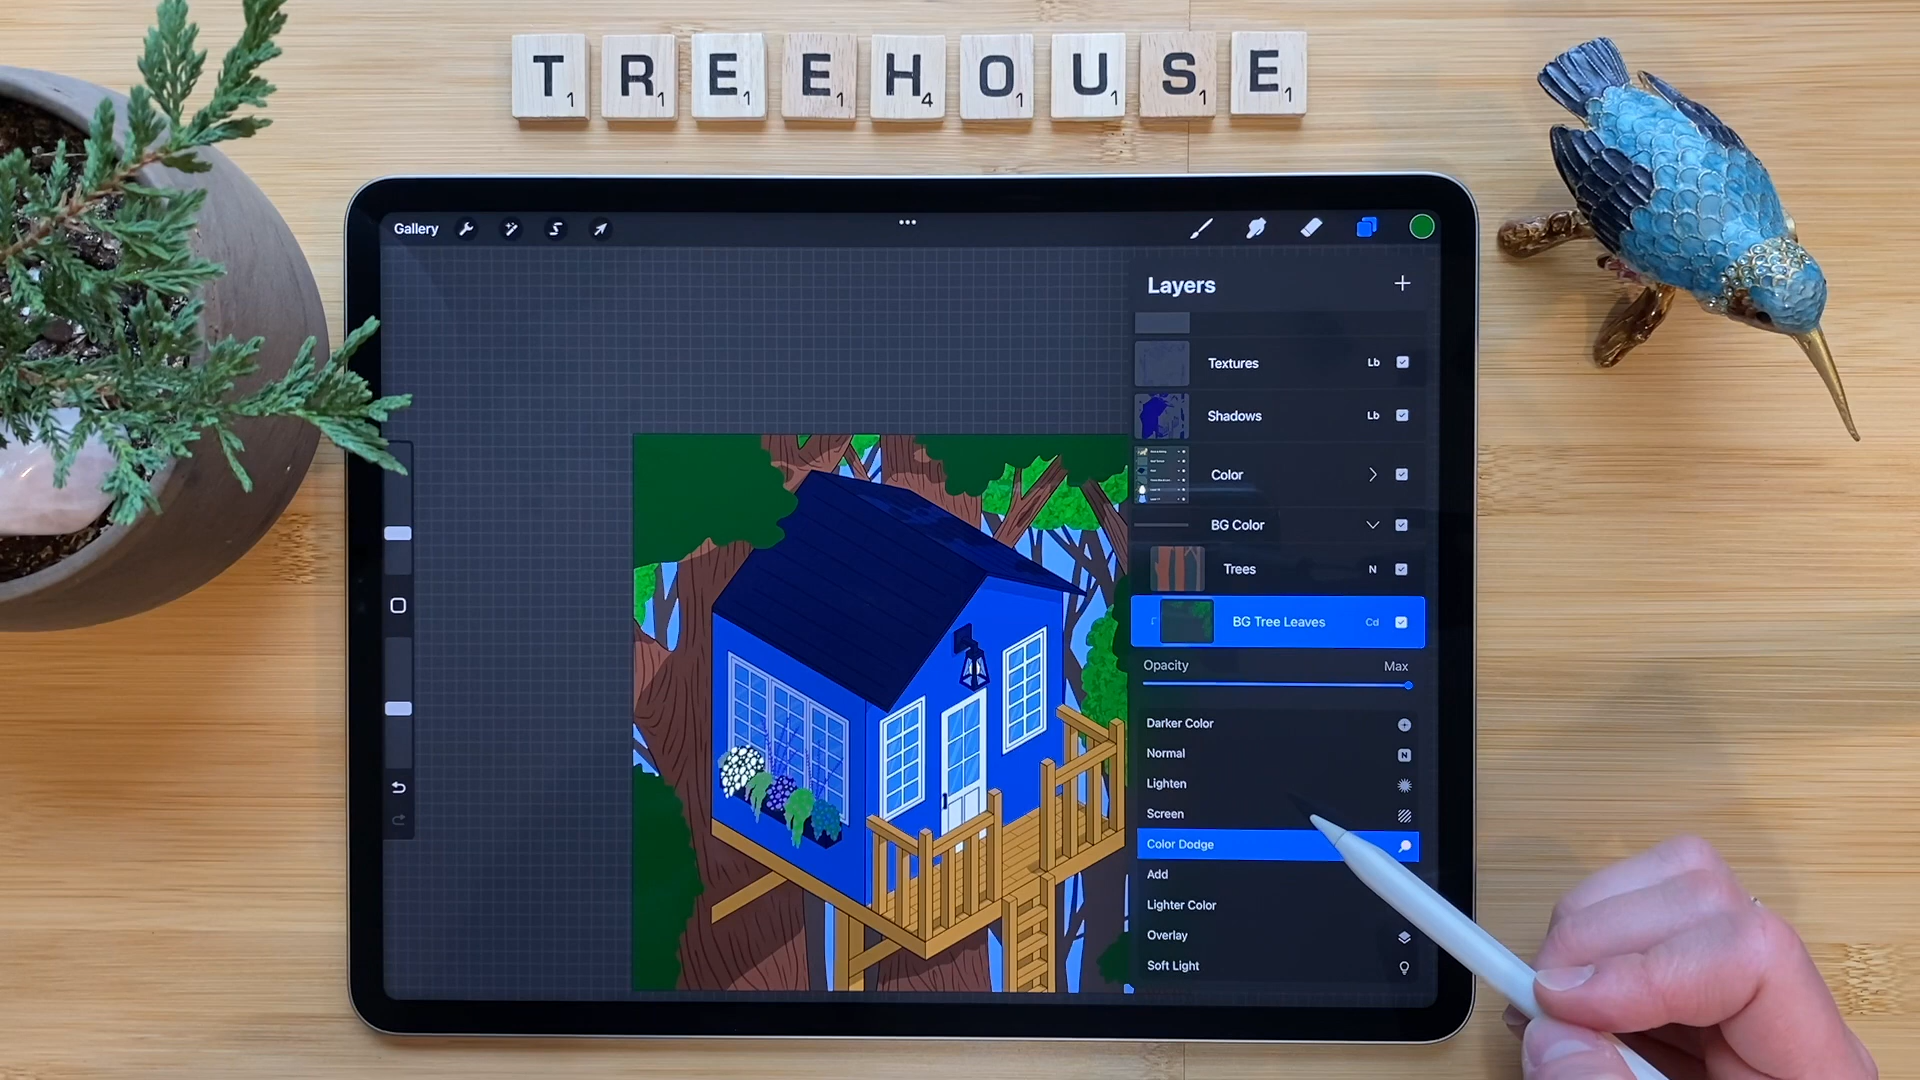 T1 R1 E1 E1 H4 O1 U1 S1 E1
Gallery
Layers
Textures Lb
Shadows Lb
Color
BG Color
Trees N
BG Tree Leaves Cd
Opacity Max
Darker Color
Normal N
Lighten
Screen
Color Dodge
Add
Lighter Color
Overlay
Soft Light